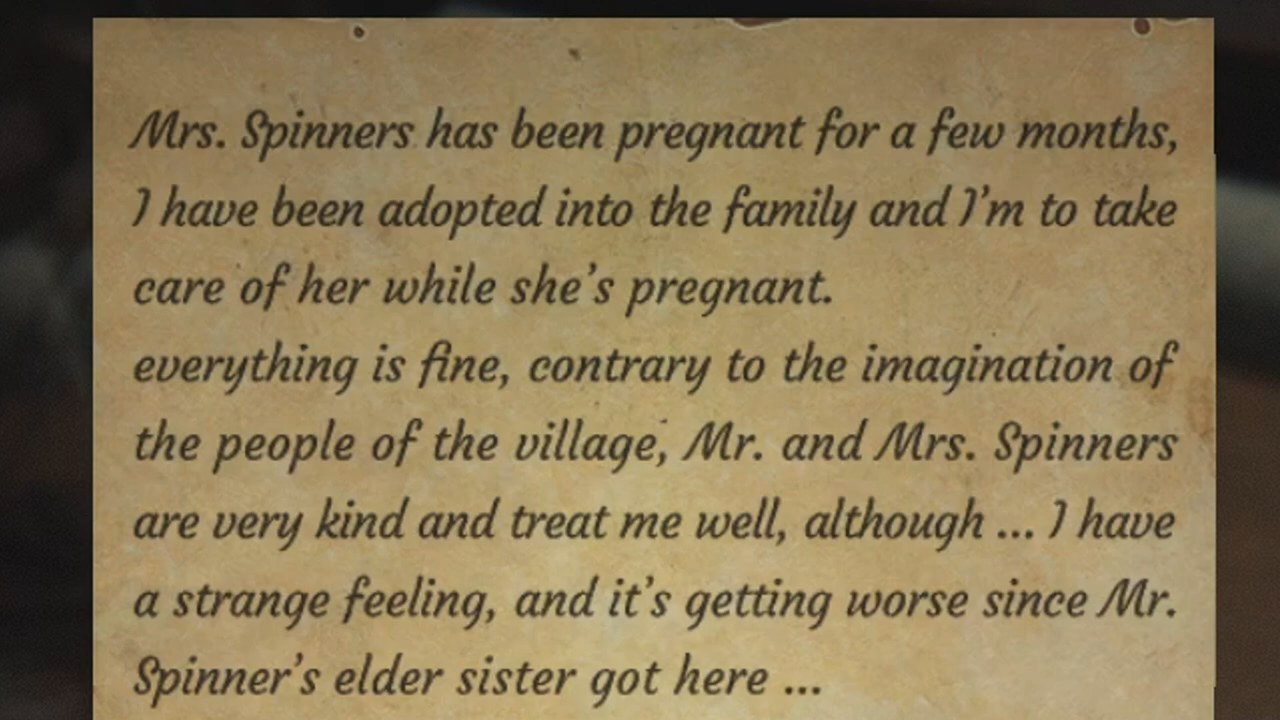 Mrs. Spinners has been pregnant for a few months,
I have been adopted into the family and I'm to take
care of her while she's pregnant.
everything is fine, contrary to the imagination of
the people of the village, Mr. and Mrs. Spinners
are very kind and treat me well, although ... I have
a strange feeling, and it's getting worse since Mr.
Spinner's elder sister got here ...